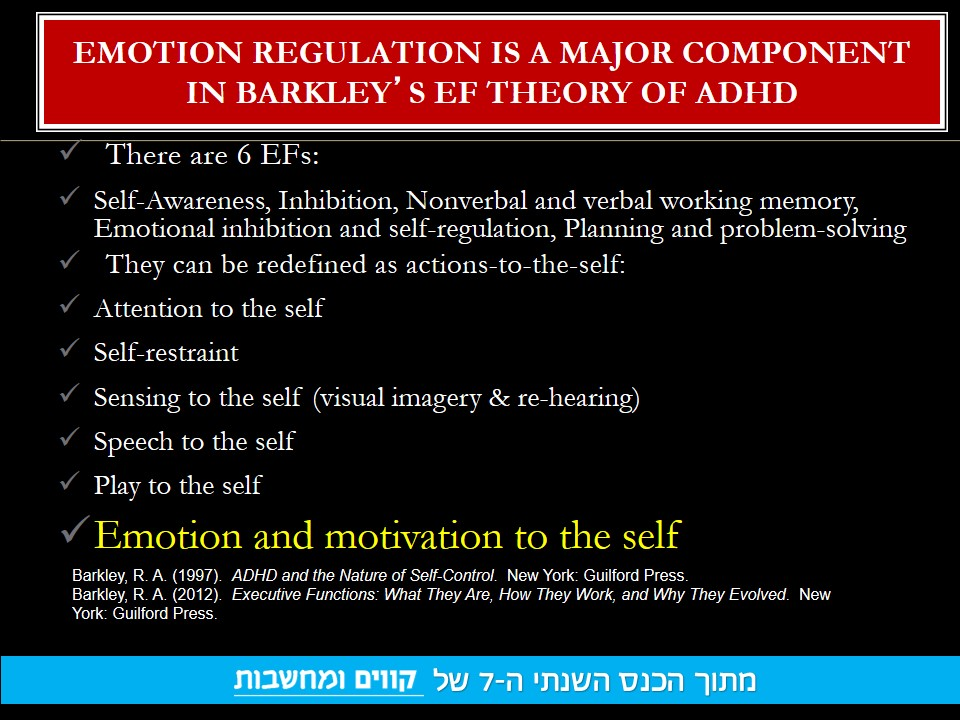 EMOTION REGULATION IS A MAJOR COMPONENT
IN BARKLEY’S EF THEORY OF ADHD
There are 6 EFs:
Self-Awareness, Inhibition, Nonverbal and verbal working memory,
Emotional inhibition and self-regulation, Planning and problem-solving
They can be redefined as actions-to-the-self:
Attention to the self
Self-restraint
Sensing to the self (visual imagery & re-hearing)
Speech to the self
Play to the self
Emotion and motivation to the self
Barkley, R. A. (1997). ADHD and the Nature of Self-Control. New York: Guilford Press.
Barkley, R. A. (2012). Executive Functions: What They Are, How They Work, and Why They Evolved. New
York: Guilford Press.
מתוך הכנס השנתי ה-7 של קווים ומחשבות